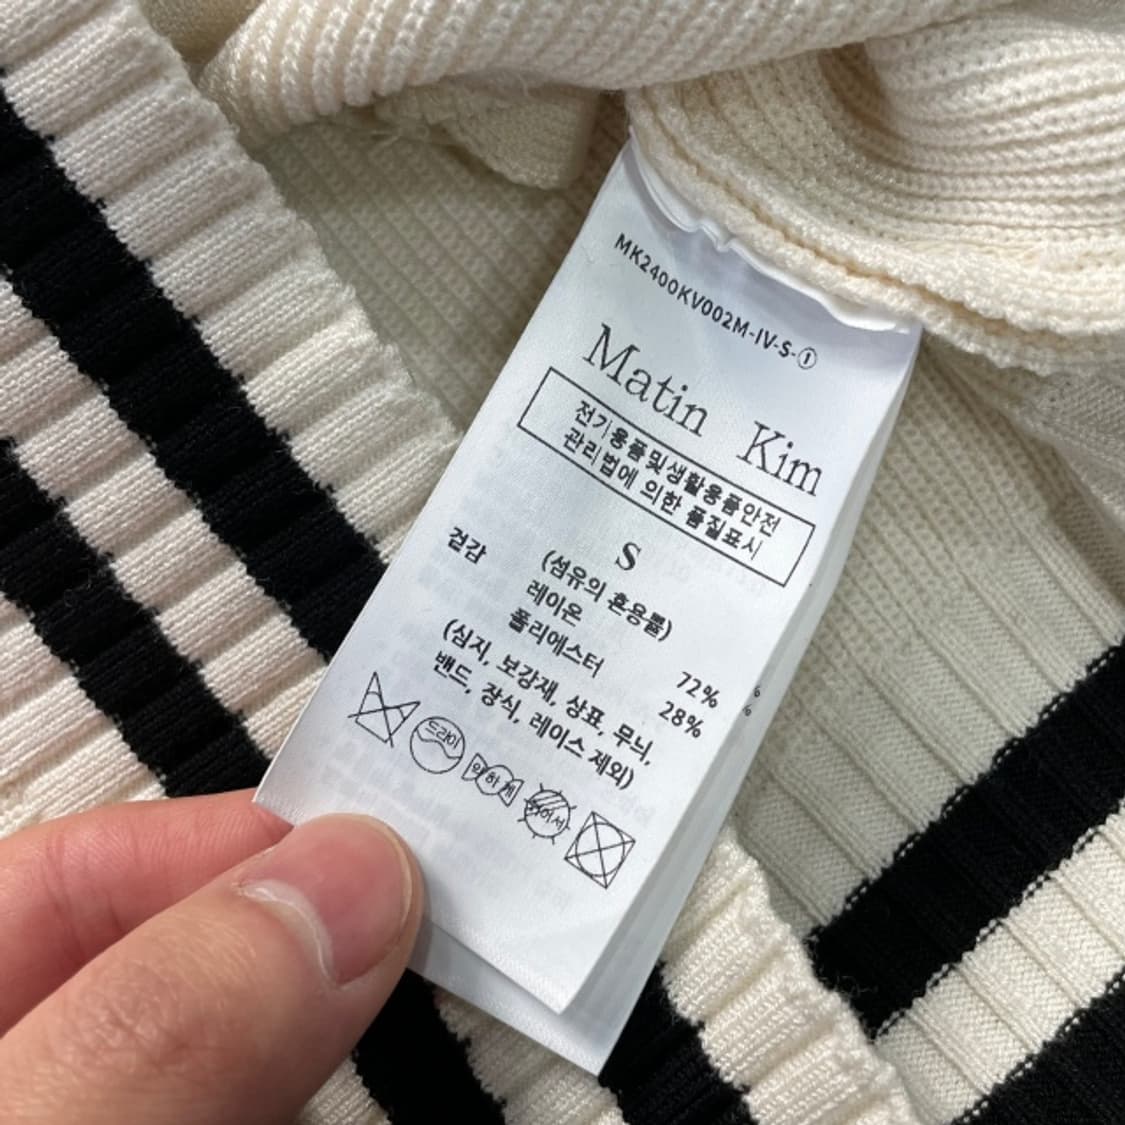 MK2400KV002M-IV-S-①
Matin Kim
전기용품및생활용품안전
관리법에 의한 품질표시
S
겉감 (섬유의 혼용률)
레이온 72%
폴리에스터 28%
(심지, 보강재, 상표, 무늬,
밴드, 장식, 레이스 제외)
드라이
약하게
뉘어서